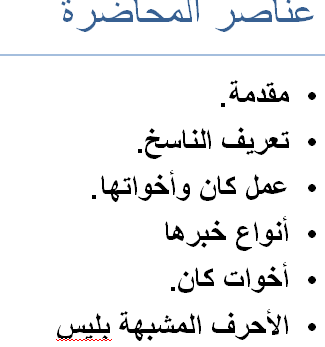 عناصر المحاضرة
• مقدمة.
• تعريف الناسخ.
• عمل كان وأخواتها.
• أنواع خبرها
• أخوات كان.
• الأحرف المشبهة بليس